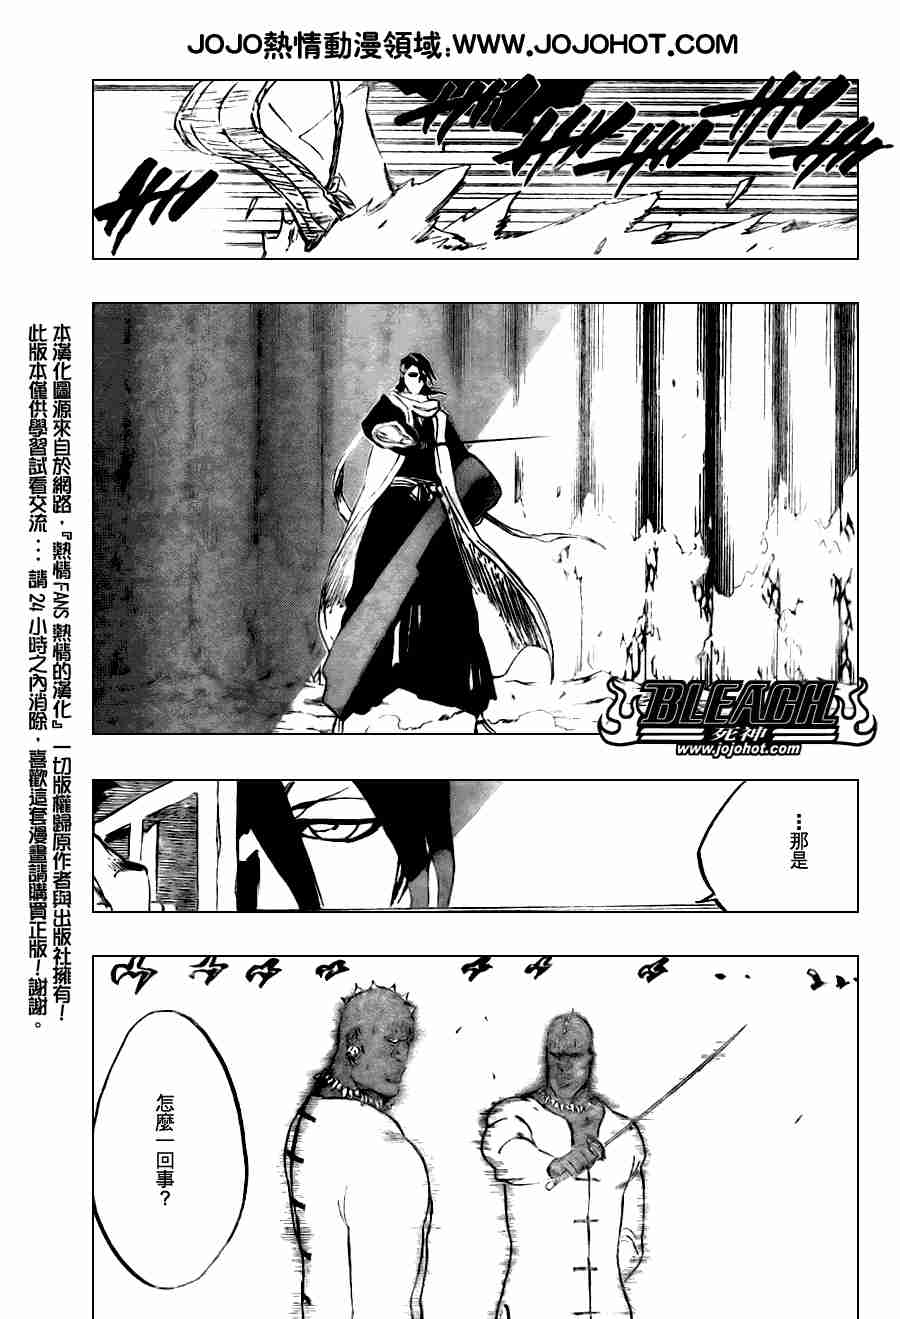 JOJO熱情動漫領域:WWW.JOJOHOT.COM
本漢化圖源來自於網路，『熱情FANS 熱情的漢化』一切版權歸原作者與出版社擁有！
此版本僅供學習試看交流... 請24小時之內消除，喜歡這套漫畫請購買正版！謝謝。
BLEACH
死神
www.jojohot.com
…那是
怎麼一回事？